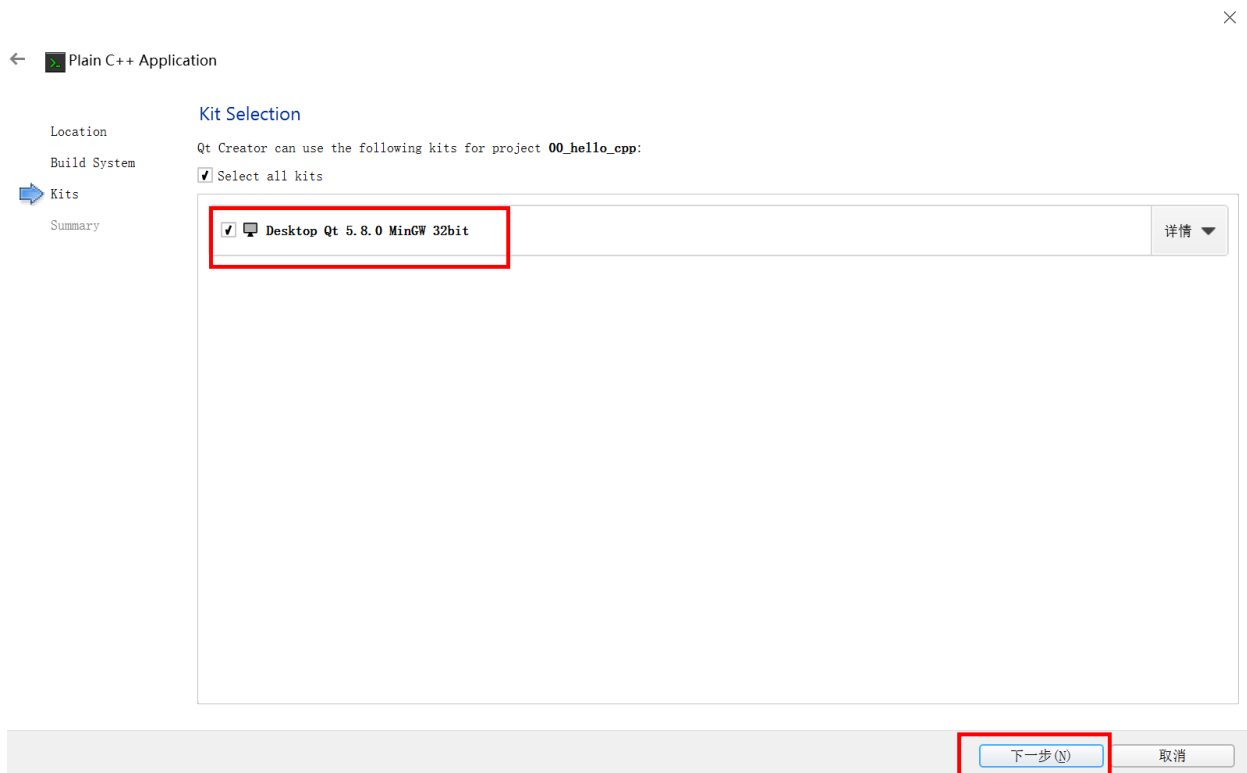 Plain C++ Application
Location
Build System
Kits
Summary
Kit Selection
Qt Creator can use the following kits for project 00_hello_cpp:
Select all kits
Desktop Qt 5.8.0 MinGW 32bit
详情
下一步(N)
取消